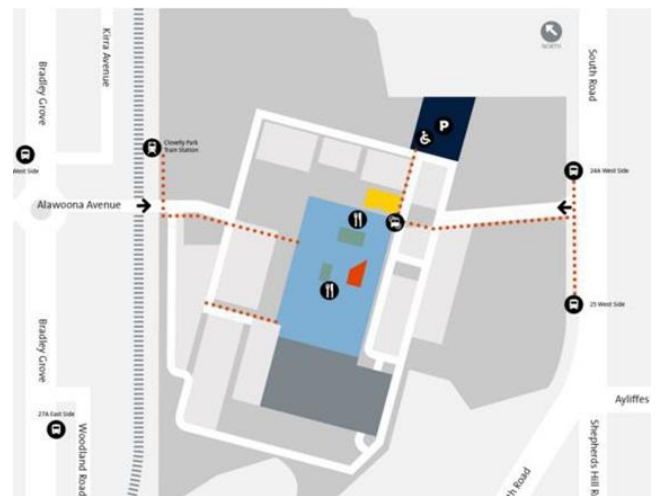 Kirra Avenue
Bradley Grove
NORTH
South Road
Clovelly Park
Train Station
P
West Side
24A West Side
Alawoona Avenue
25 West Side
Bradley Grove
27A East Side
Woodland Road
Ayliffes
Shepherds Hill R
th Road